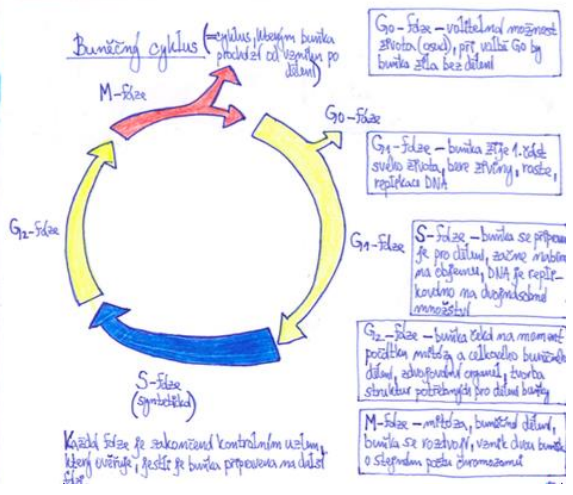 Buněčný cyklus (=cyklus, kterým buňka
prochází od vzniku po
dělení)
M-fáze
G0-fáze
G1-fáze
S-fáze
(syntetická)
G2-fáze
G0-fáze – volitelná možnost
života (osud), při volbě G0 by
buňka žila bez dělení
G1-fáze – buňka žije 1. část
svého života, bere živiny, roste,
replikace DNA
S-fáze – buňka se připravu
je pro dělení, začne nabírat
na objemu, DNA je repli-
kováno na dvojnásobné
množství
G2-fáze – buňka čeká na moment
počátku mitózy a celkového buněčného
dělení, zdvojování organel, tvorba
struktur potřebných pro dělení buňky
M-fáze – mitóza, buněčné dělení,
buňka se rozdvojí, vznik dvou buněk
o stejném počtu chromozomů
Každá fáze je zakončená kontrolním uzlem,
který ověřuje, jestli je buňka připravena na další
fázi